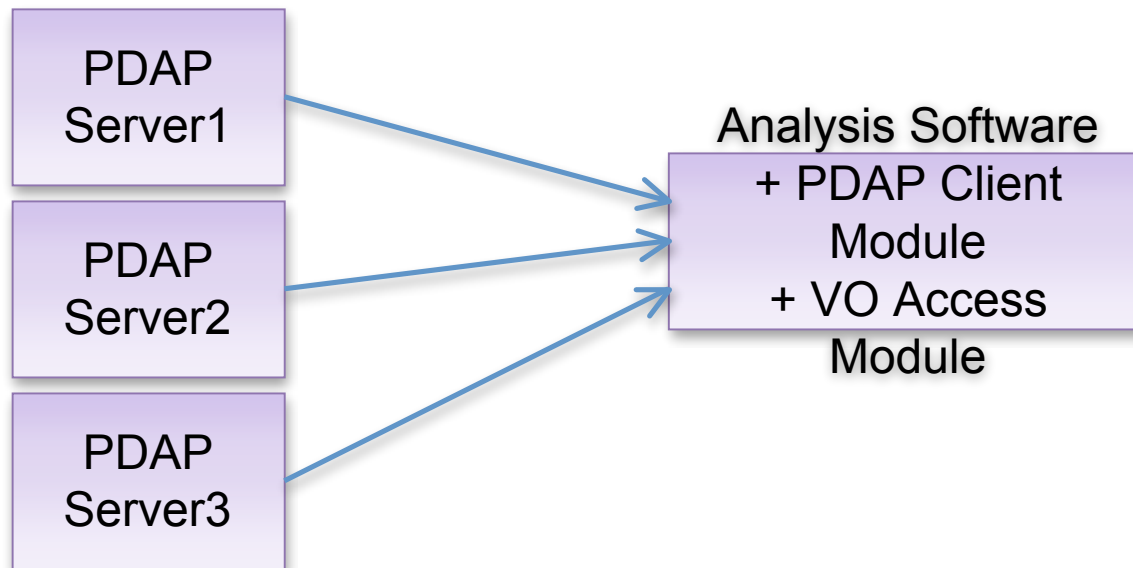 PDAP
Server1
PDAP
Server2
PDAP
Server3
Analysis Software
+ PDAP Client
Module
+ VO Access
Module